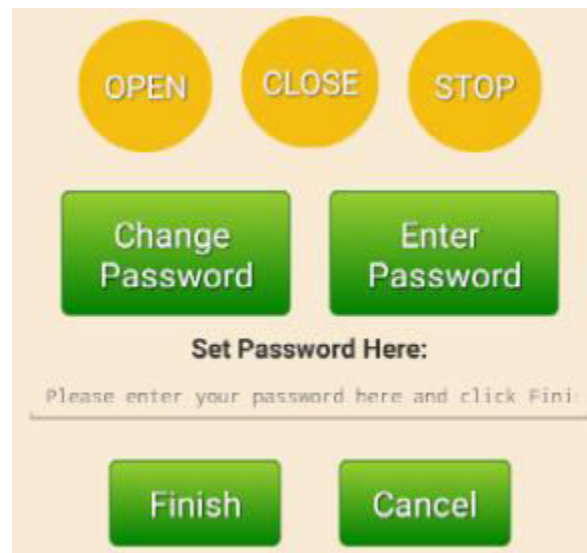 OPEN CLOSE STOP
Change Enter
Password Password
Set Password Here:
Please enter your password here and click Fini
Finish Cancel